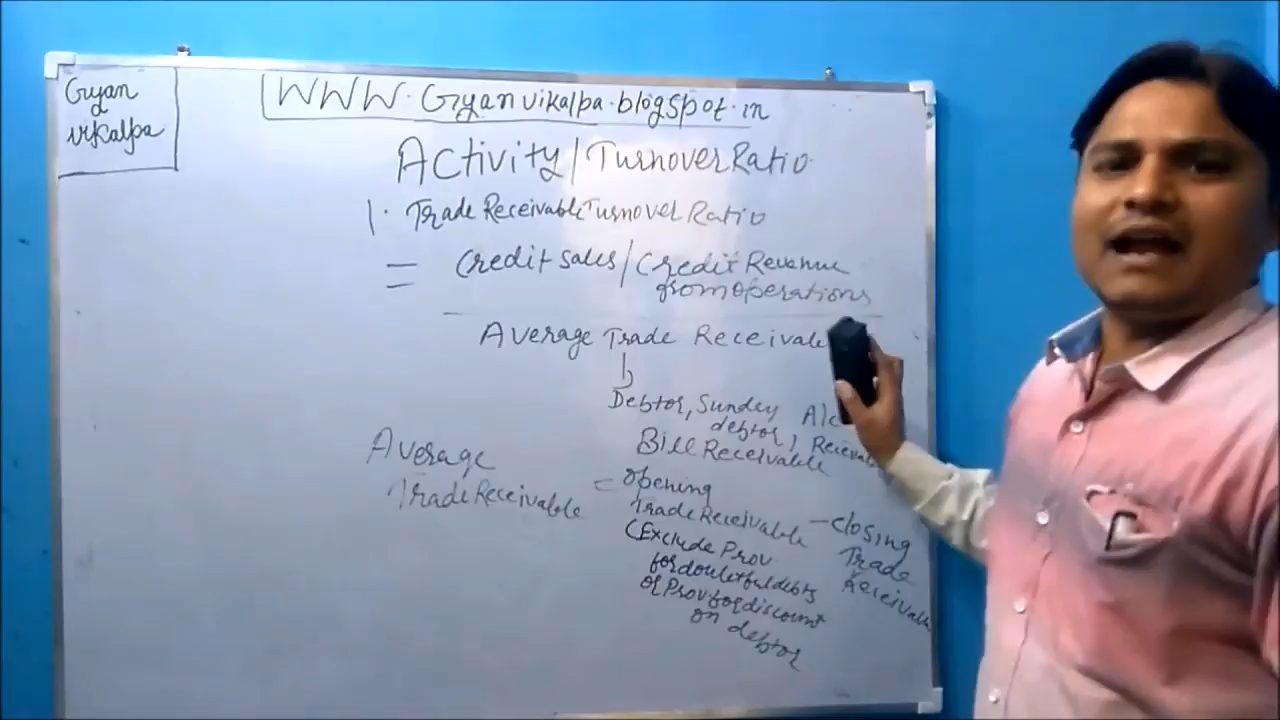 Gyan
vikalpa
WWW.Gyanvikalpa.blogspot.in
Activity/Turnover Ratio
1. Trade Receivable Turnover Ratio
= Credit sales/Credit Revenue
from operations
Average Trade Receivable
Debtor, Sundry
debtor,
Bill Receivable
A/c
Average
Trade Receivable
= opening
Trade Receivable
(Exclude Prov
for doubtful debts
or Prov. for discount
on debtor
- closing
Trade
Receivable